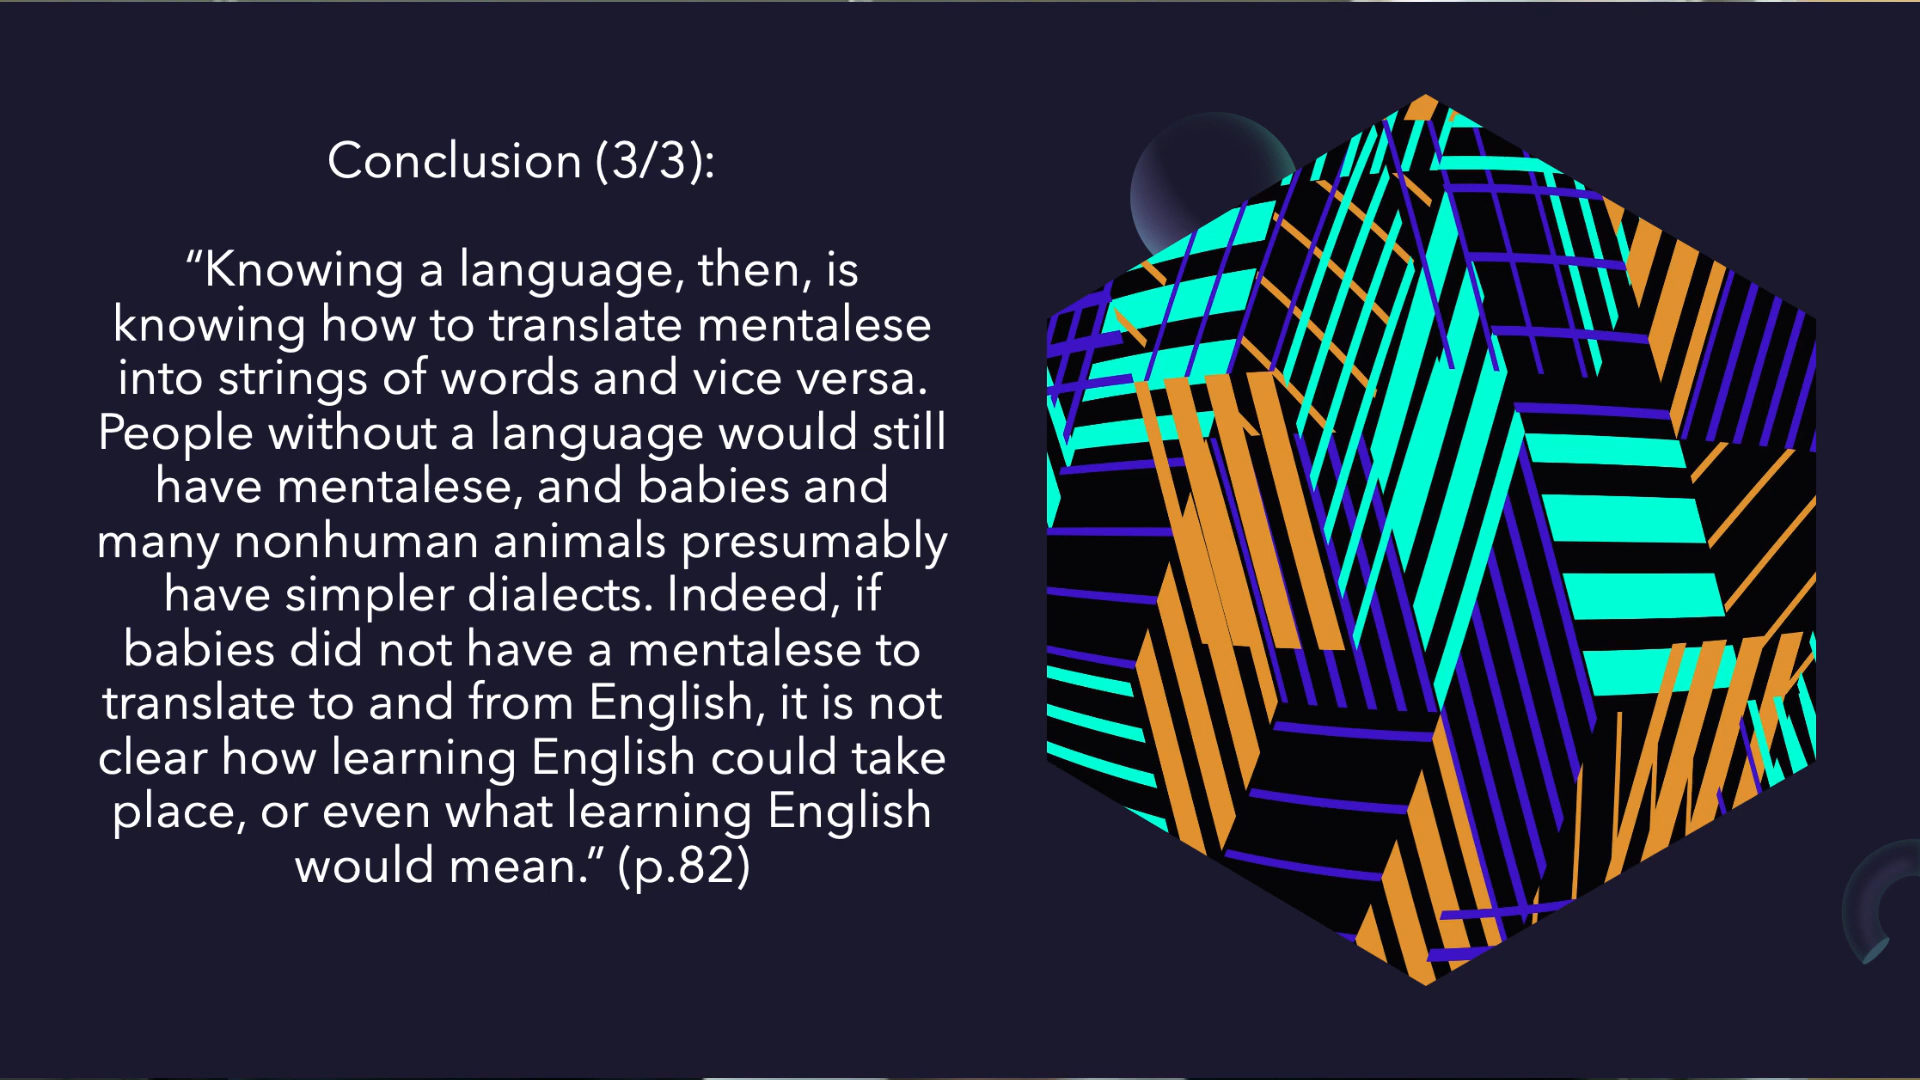 Conclusion (3/3):
“Knowing a language, then, is
knowing how to translate mentalese
into strings of words and vice versa.
People without a language would still
have mentalese, and babies and
many nonhuman animals presumably
have simpler dialects. Indeed, if
babies did not have a mentalese to
translate to and from English, it is not
clear how learning English could take
place, or even what learning English
would mean.” (p.82)